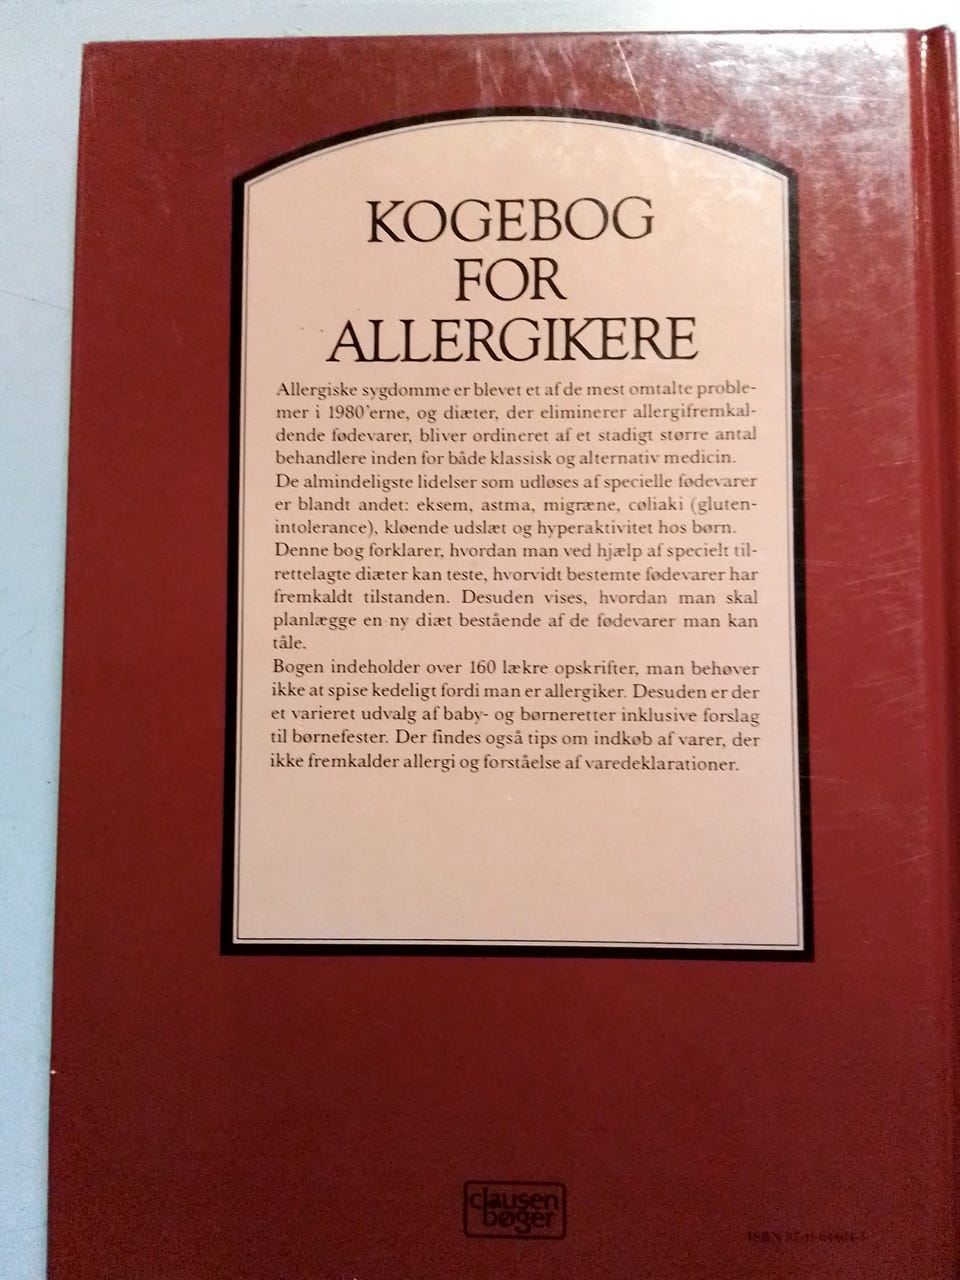 KOGEBOG
FOR
ALLERGIKERE
Allergiske sygdomme er blevet et af de mest omtalte proble-
mer i 1980'erne, og diæter, der eliminerer allergifremkal-
dende fødevarer, bliver ordineret af et stadigt større antal
behandlere inden for både klassisk og alternativ medicin.
De almindeligste lidelser som udløses af specielle fødevarer
er blandt andet: eksem, astma, migræne, cøliaki (gluten-
intolerance), kløende udslæt og hyperaktivitet hos børn.
Denne bog forklarer, hvordan man ved hjælp af specielt til-
rettelagte diæter kan teste, hvorvidt bestemte fødevarer har
fremkaldt tilstanden. Desuden vises, hvordan man skal
planlægge en ny diæt bestående af de fødevarer man kan
tåle.
Bogen indeholder over 160 lækre opskrifter, man behøver
ikke at spise kedeligt fordi man er allergiker. Desuden er der
et varieret udvalg af baby- og børneretter inklusive forslag
til børnefester. Der findes også tips om indkøb af varer, der
ikke fremkalder allergi og forståelse af varedeklarationer.
clausen
bøger
ISBN